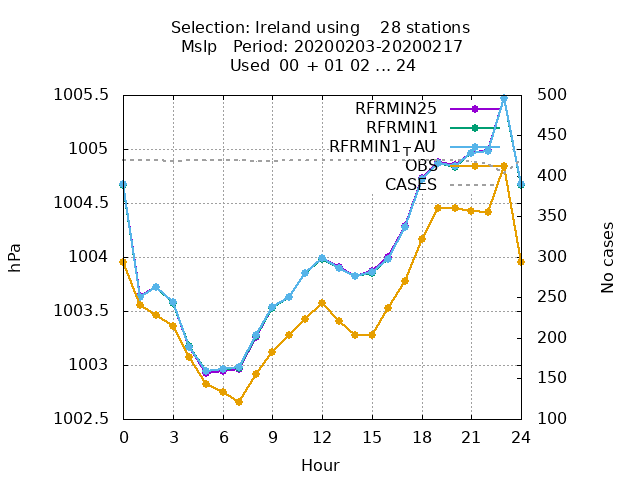 Selection: Ireland using 28 stations
Mslp Period: 20200203-20200217
Used 00 + 01 02 ... 24
1005.5
1005
1004.5
1004
1003.5
1003
1002.5
hPa
500
450
400
350
300
250
200
150
100
No cases
RFRMIN25
RFRMIN1
RFRMIN1_AU
OBS
CASES
0 3 6 9 12 15 18 21 24
Hour